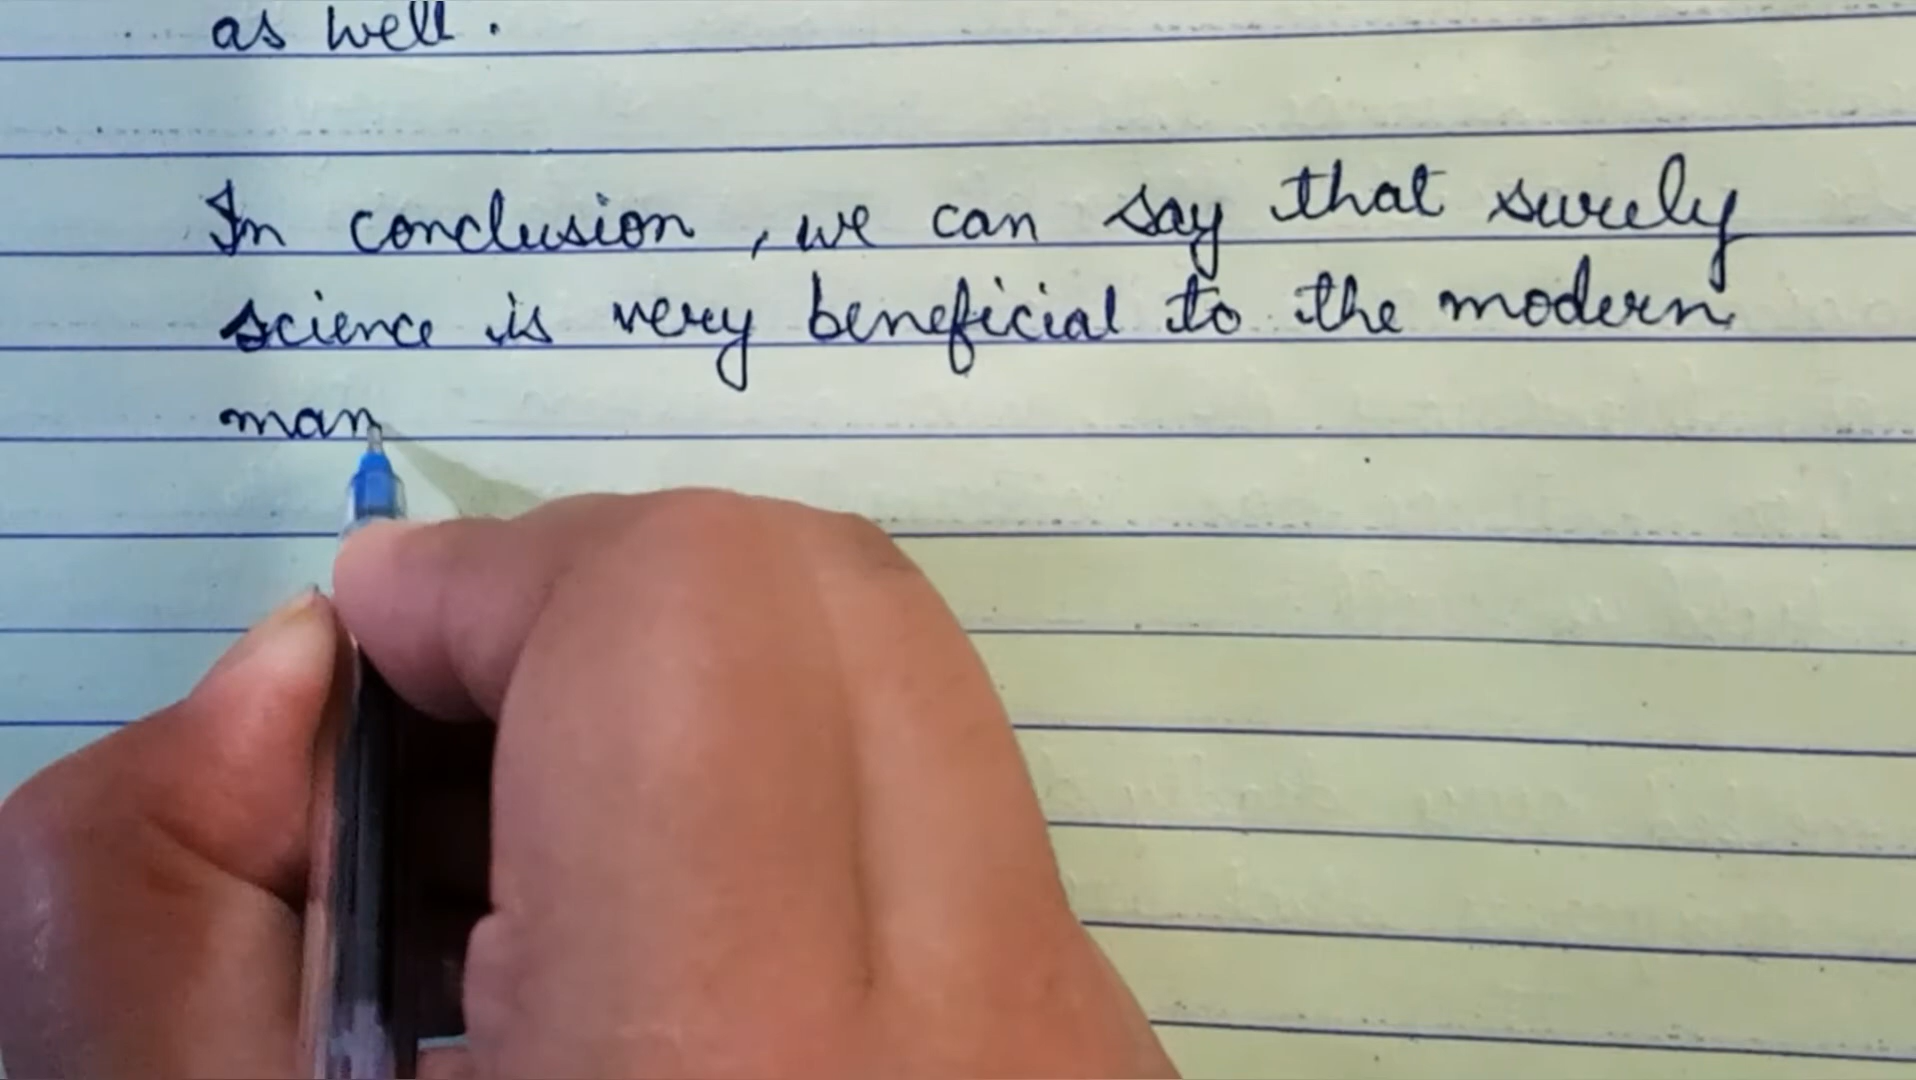 as well.
In conclusion, we can say that surely
science is very beneficial to the modern
man